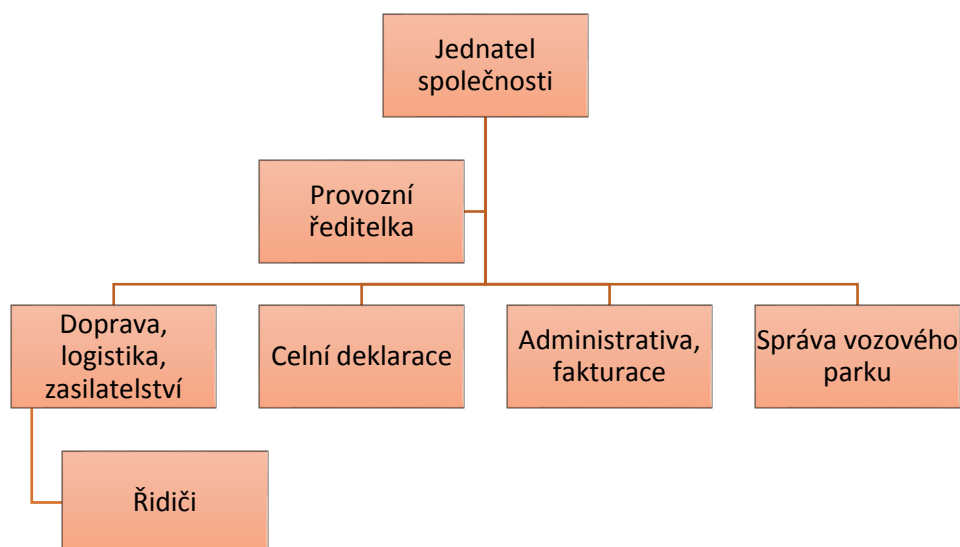 Jednatel
společnosti
Provozní
ředitelka
Doprava,
logistika,
zasilatelství
Celní deklarace
Administrativa,
fakturace
Správa vozového
parku
Řidiči